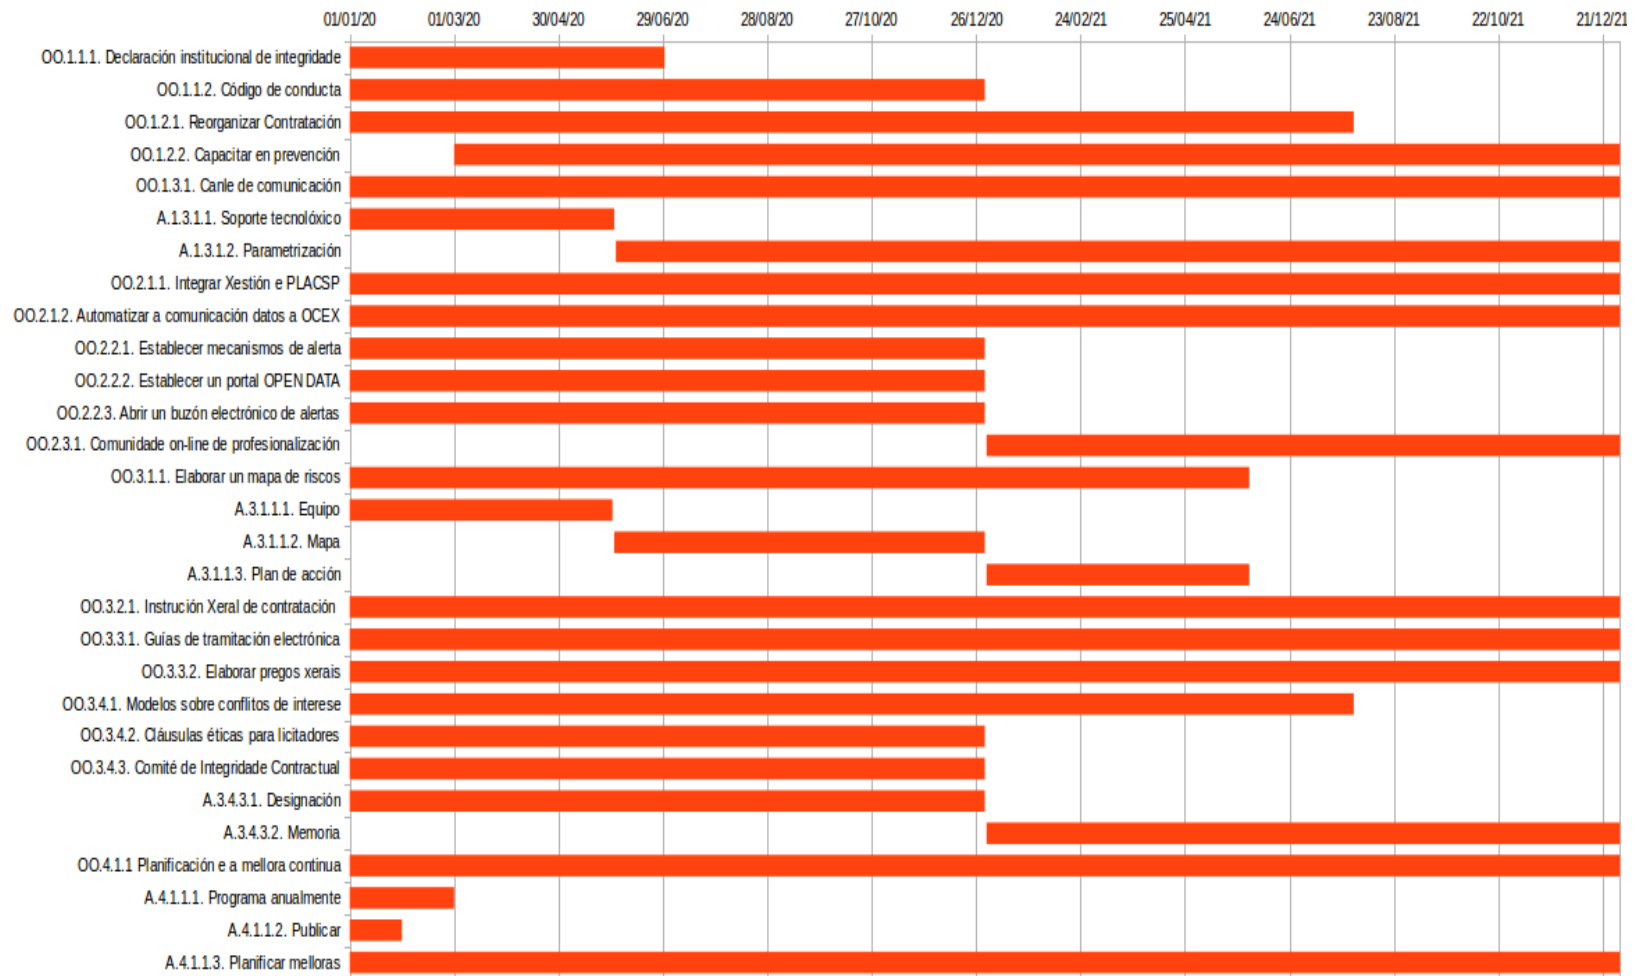 01/01/20 01/03/20 30/04/20 29/06/20 28/08/20 27/10/20 26/12/20 24/02/21 25/04/21 24/06/21 23/08/21 22/10/21 21/12/21
OO.1.1.1. Declaración institucional de integridade
OO.1.1.2. Código de conducta
OO.1.2.1. Reorganizar Contratación
OO.1.2.2. Capacitar en prevención
OO.1.3.1. Canle de comunicación
A.1.3.1.1. Soporte tecnolóxico
A.1.3.1.2. Parametrización
OO.2.1.1. Integrar Xestión e PLACSP
OO.2.1.2. Automatizar a comunicación datos a OCEX
OO.2.2.1. Establecer mecanismos de alerta
OO.2.2.2. Establecer un portal OPEN DATA
OO.2.2.3. Abrir un buzón electrónico de alertas
OO.2.3.1. Comunidade on-line de profesionalización
OO.3.1.1. Elaborar un mapa de riscos
A.3.1.1.1. Equipo
A.3.1.1.2. Mapa
A.3.1.1.3. Plan de acción
OO.3.2.1. Instrución Xeral de contratación
OO.3.3.1. Guías de tramitación electrónica
OO.3.3.2. Elaborar pregos xerais
OO.3.4.1. Modelos sobre conflitos de interese
OO.3.4.2. Cláusulas éticas para licitadores
OO.3.4.3. Comité de Integridade Contractual
A.3.4.3.1. Designación
A.3.4.3.2. Memoria
OO.4.1.1 Planificación e a mellora continua
A.4.1.1.1. Programa anualmente
A.4.1.1.2. Publicar
A.4.1.1.3. Planificar melloras